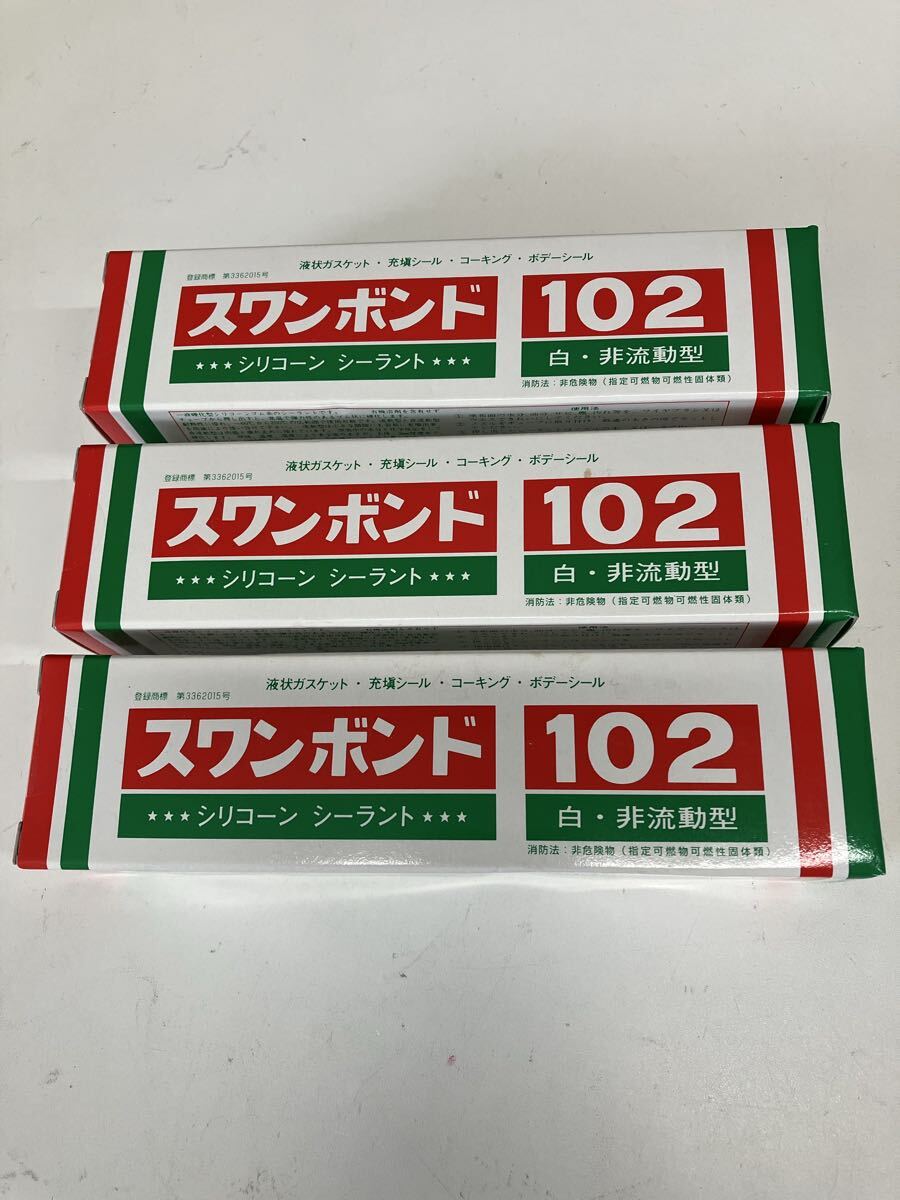 液状ガスケット・充塡シール・コーキング・ボデーシール
登録商標 第3362015号
スワンボンド 102
★★★シリコーン シーラント★★★ 白・非流動型
消防法：非危険物（指定可燃物可燃性固体類）
使用法
液状ガスケット・充塡シール・コーキング・ボデーシール
登録商標 第3362015号
スワンボンド 102
★★★シリコーン シーラント★★★ 白・非流動型
消防法：非危険物（指定可燃物可燃性固体類）
液状ガスケット・充塡シール・コーキング・ボデーシール
登録商標 第3362015号
スワンボンド 102
★★★シリコーン シーラント★★★ 白・非流動型
消防法：非危険物（指定可燃物可燃性固体類）